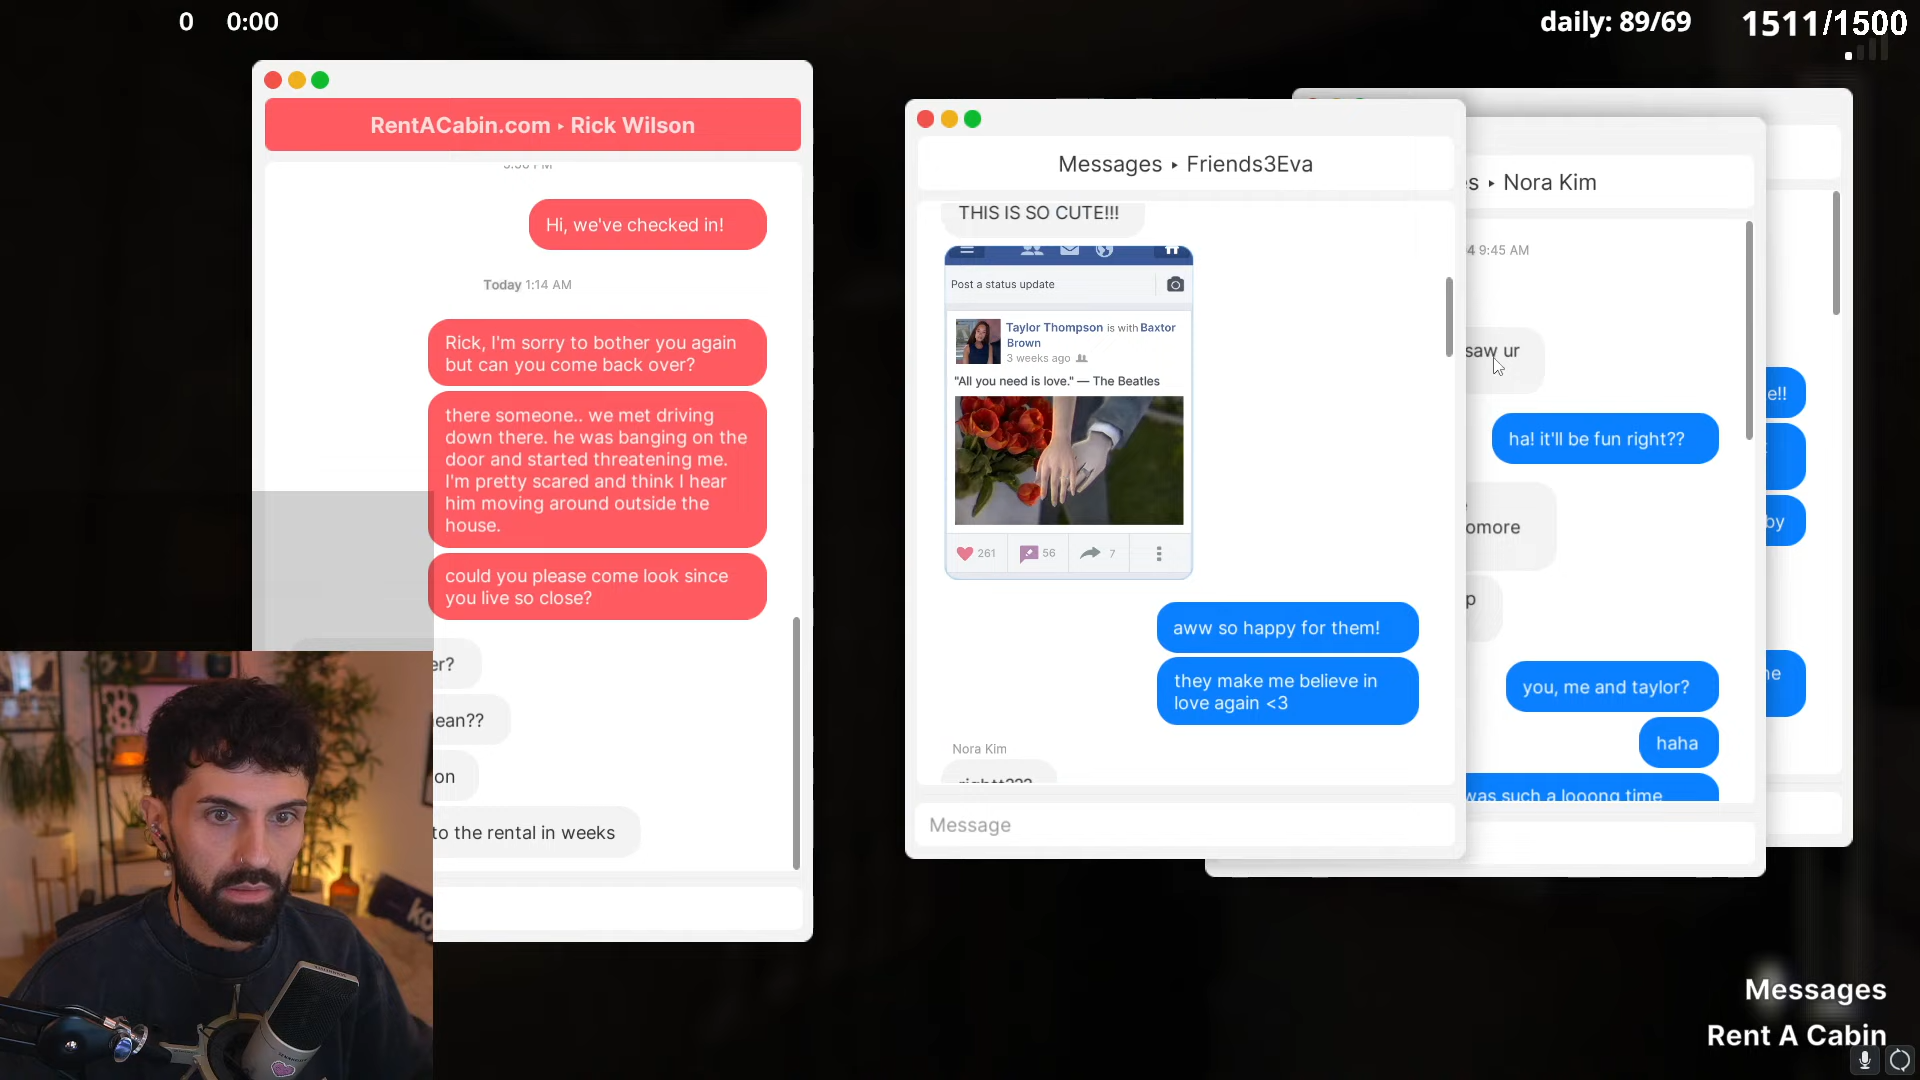 0 0:00
daily: 89/69 1511/1500
RentACabin.com ▸ Rick Wilson
Hi, we've checked in!
Today 1:14 AM
Rick, I'm sorry to bother you again
but can you come back over?
there someone.. we met driving
down there. he was banging on the
door and started threatening me.
I'm pretty scared and think I hear
him moving around outside the
house.
could you please come look since
you live so close?
er?
ean??
on
to the rental in weeks
Messages ▸ Friends3Eva
THIS IS SO CUTE!!!
Post a status update
Taylor Thompson is with Baxtor
Brown
3 weeks ago
"All you need is love." — The Beatles
261 56 7
aww so happy for them!
they make me believe in
love again <3
Nora Kim
Message
es ▸ Nora Kim
4 9:45 AM
saw ur
ha! it'll be fun right??
omore
p
you, me and taylor?
haha
was such a looong time
e!!
by
ne
Messages
Rent A Cabin